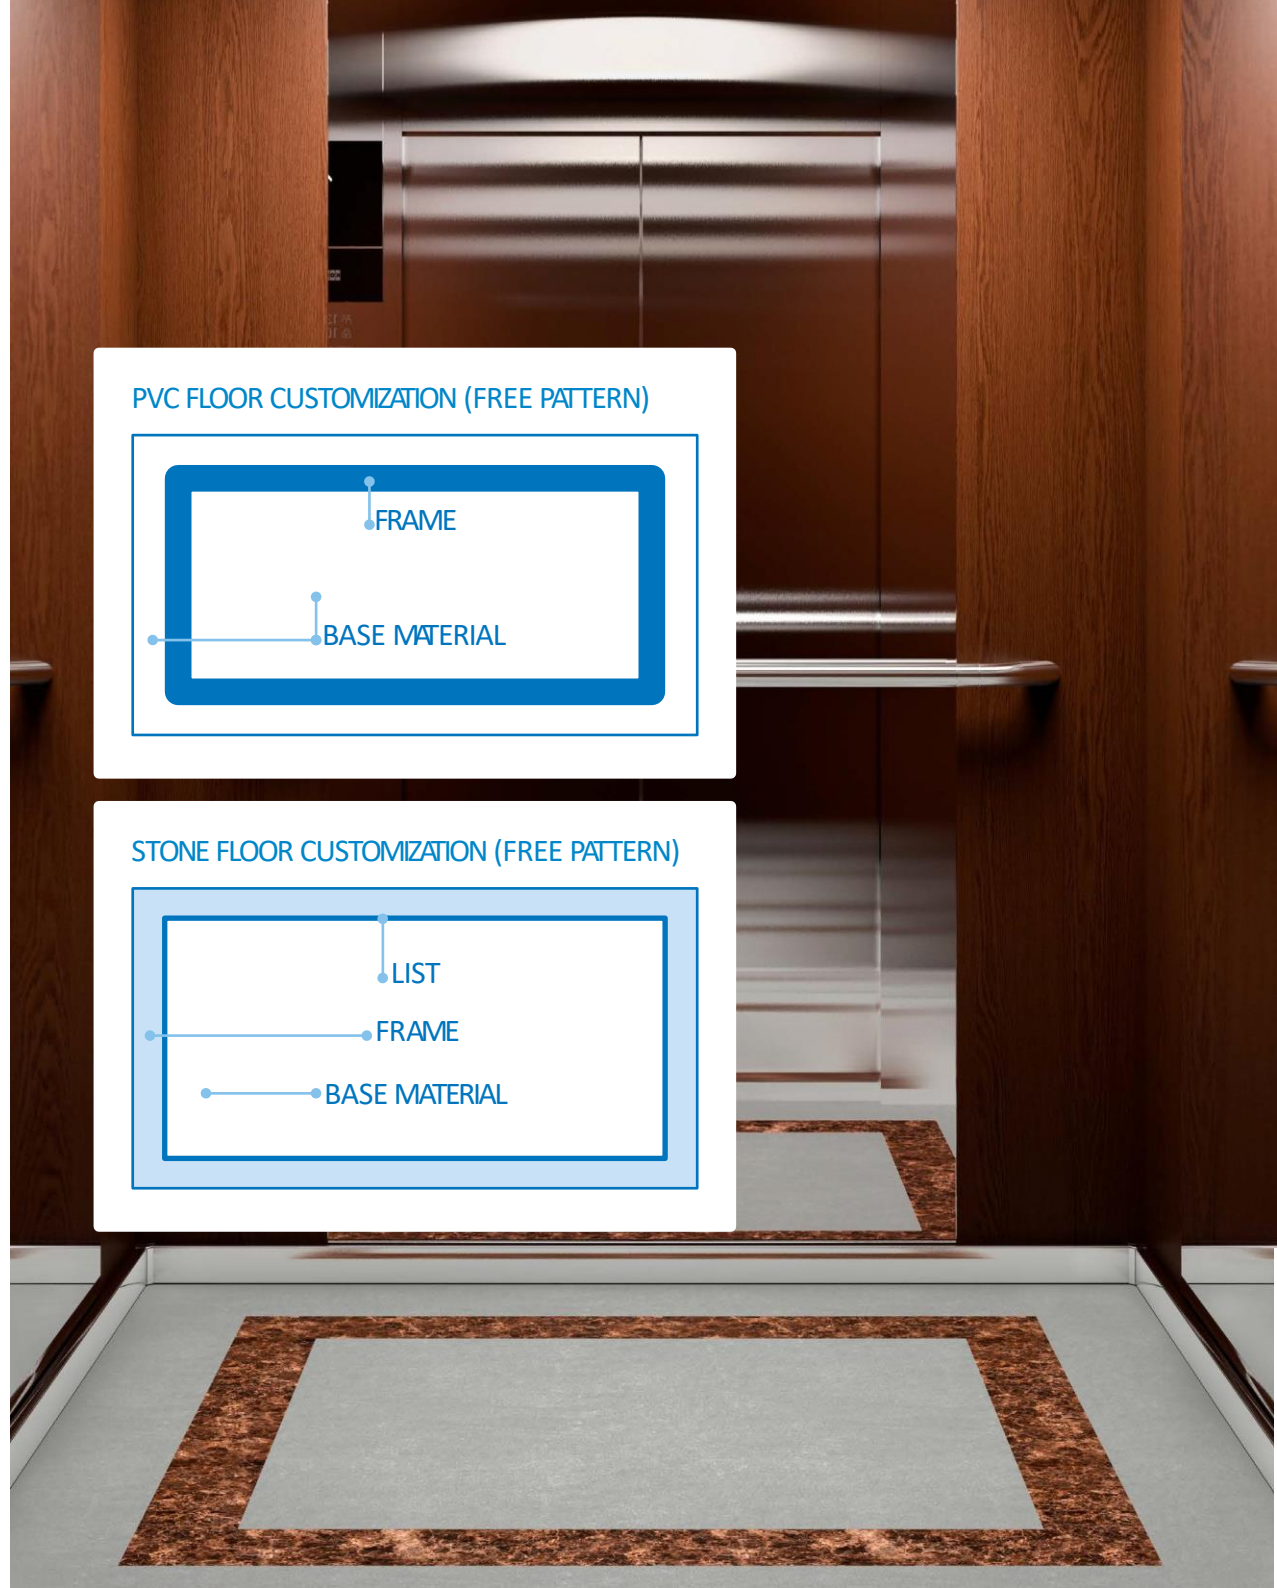 PVC FLOOR CUSTOMIZATION (FREE PATTERN)
FRAME
BASE MATERIAL
STONE FLOOR CUSTOMIZATION (FREE PATTERN)
LIST
FRAME
BASE MATERIAL